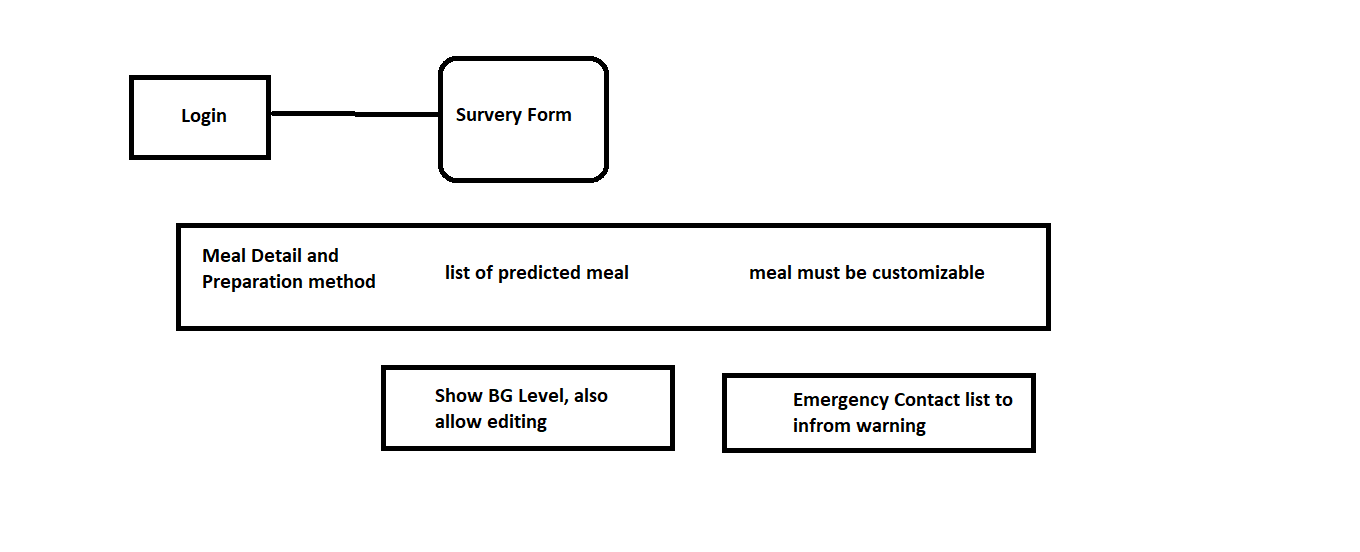 Login
Survery Form
Meal Detail and
Preparation method
list of predicted meal
meal must be customizable
Show BG Level, also
allow editing
Emergency Contact list to
infrom warning